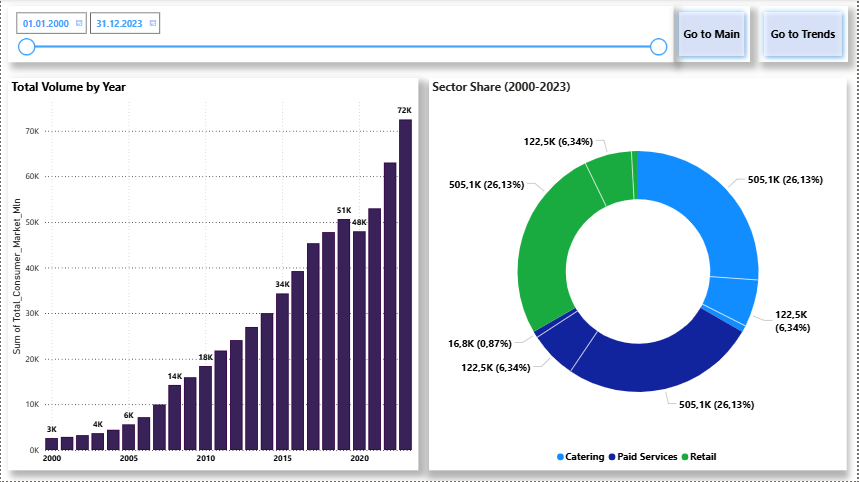 01.01.2000
31.12.2023
Go to Main
Go to Trends
Total Volume by Year
Sum of Total_Consumer_Market_Mln
70K
60K
50K
40K
30K
20K
10K
0K
3K
4K
6K
14K
18K
34K
51K
48K
72K
2000
2005
2010
2015
2020
Sector Share (2000-2023)
122,5K (6,34%)
505,1K (26,13%)
505,1K (26,13%)
122,5K
(6,34%)
16,8K (0,87%)
122,5K (6,34%)
505,1K (26,13%)
Catering
Paid Services
Retail